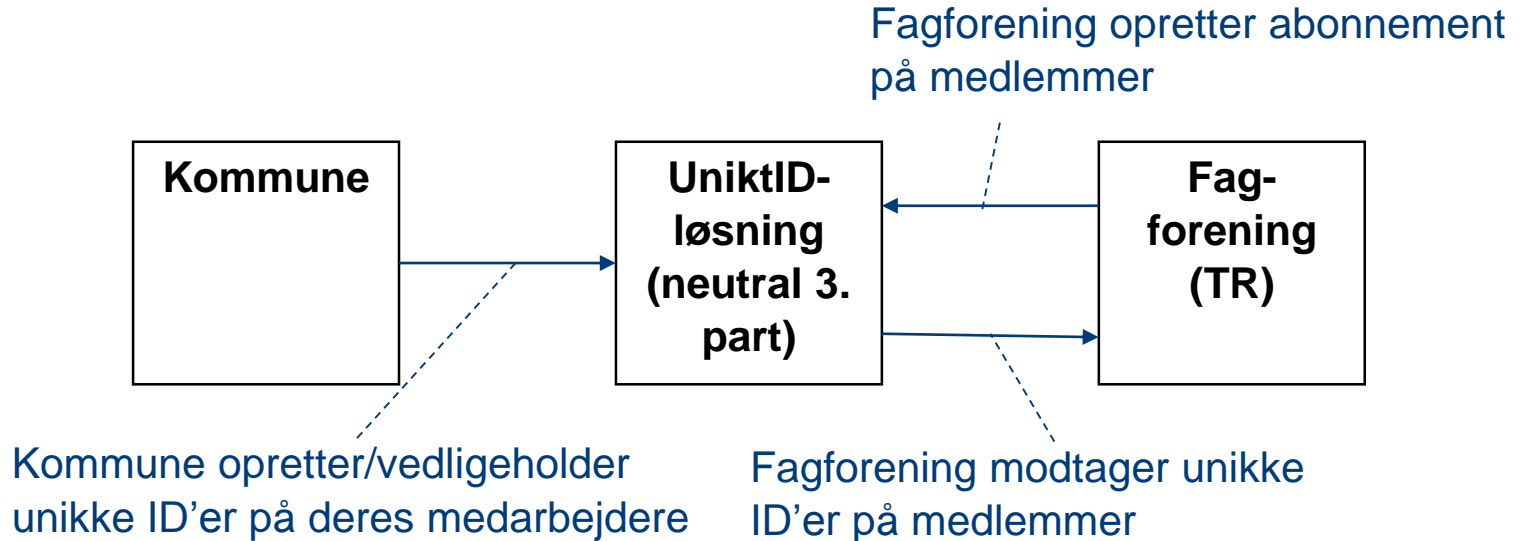 Fagforening opretter abonnement
på medlemmer
Kommune
UniktID-
løsning
(neutral 3.
part)
Fag-
forening
(TR)
Kommune opretter/vedligeholder
unikke ID’er på deres medarbejdere
Fagforening modtager unikke
ID’er på medlemmer